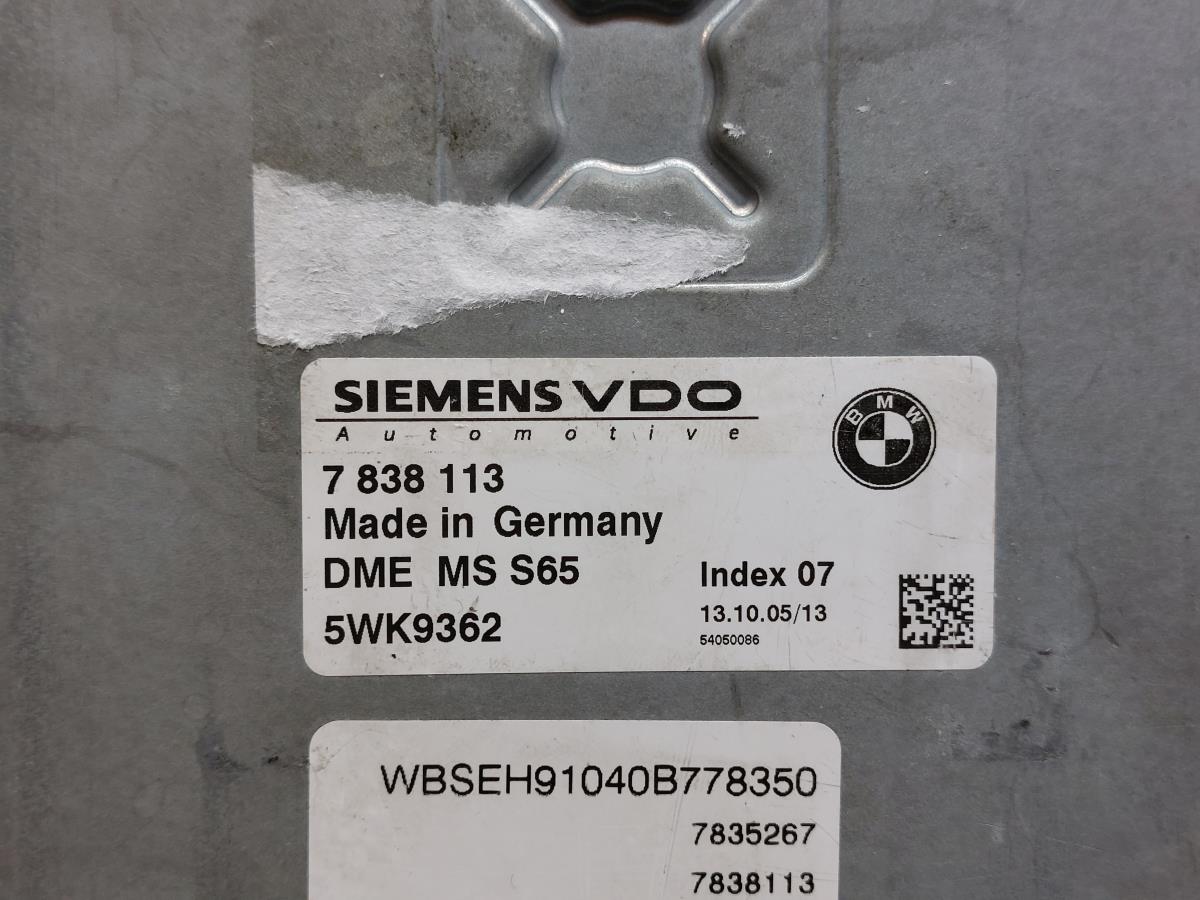 SIEMENS VDO
Automotive
BMW
7 838 113
Made in Germany
DME MS S65
Index 07
5WK9362
13.10.05/13
54050086
WBSEH91040B778350
7835267
7838113